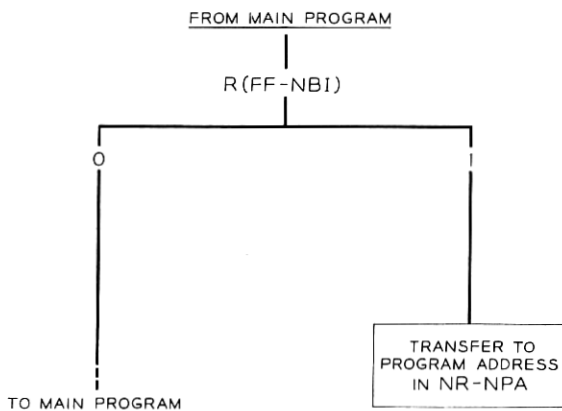 FROM MAIN PROGRAM
R(FF-NBI)
0
1
TRANSFER TO
PROGRAM ADDRESS
IN NR-NPA
TO MAIN PROGRAM